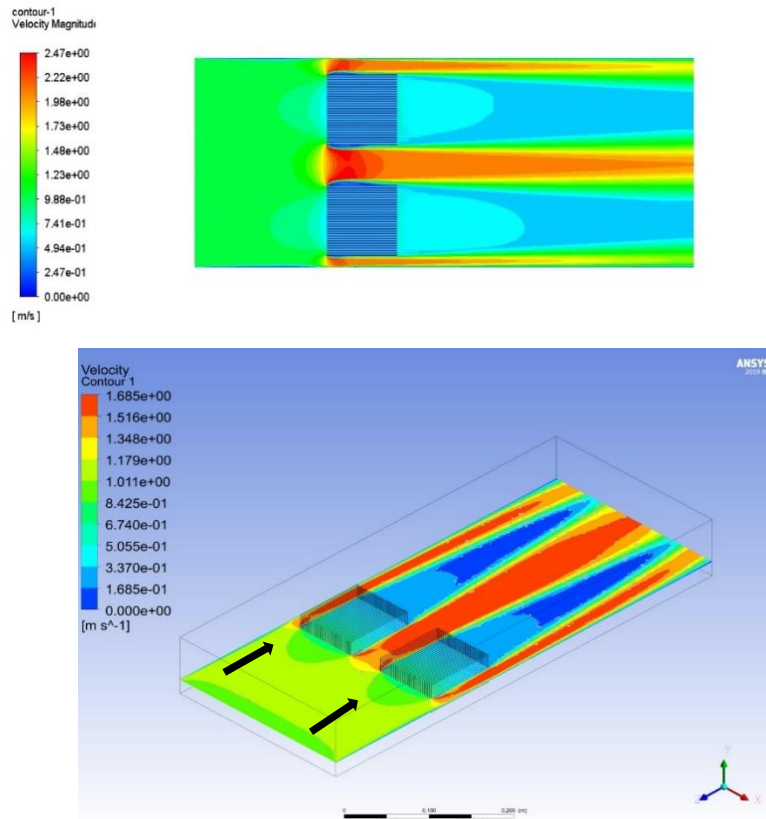 contour-1
Velocity Magnitude
2.47e+00
2.22e+00
1.98e+00
1.73e+00
1.48e+00
1.24e+00
9.88e-01
7.41e-01
4.94e-01
2.47e-01
0.00e+00
[ m/s ]
Velocity
Contour 1
1.685e+00
1.516e+00
1.348e+00
1.179e+00
1.011e+00
8.425e-01
6.740e-01
5.055e-01
3.370e-01
1.685e-01
0.000e+00
[m s^-1]
ANSYS
2019 R
Y
Z
X
0
0.100
0.200 (m)